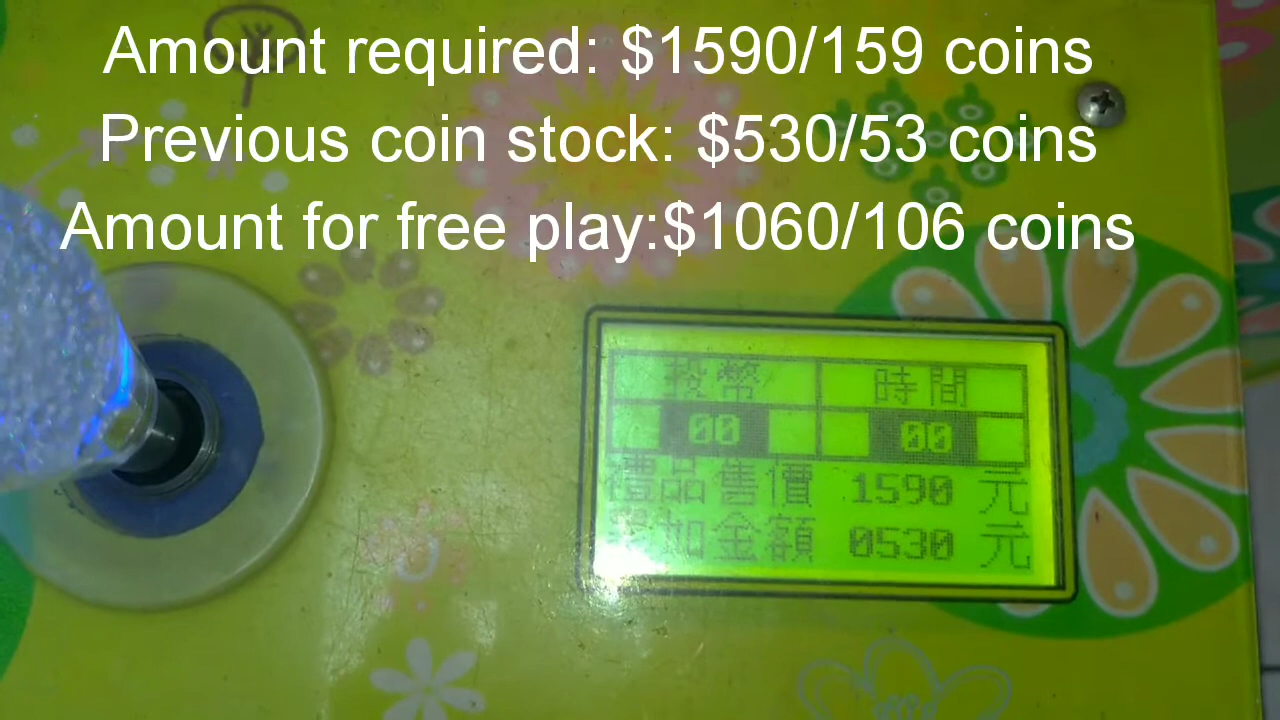 Amount required: $1590/159 coins
Previous coin stock: $530/53 coins
Amount for free play:$1060/106 coins
投幣 時間
00 00
禮品售價 1590 元
加金額 0530 元